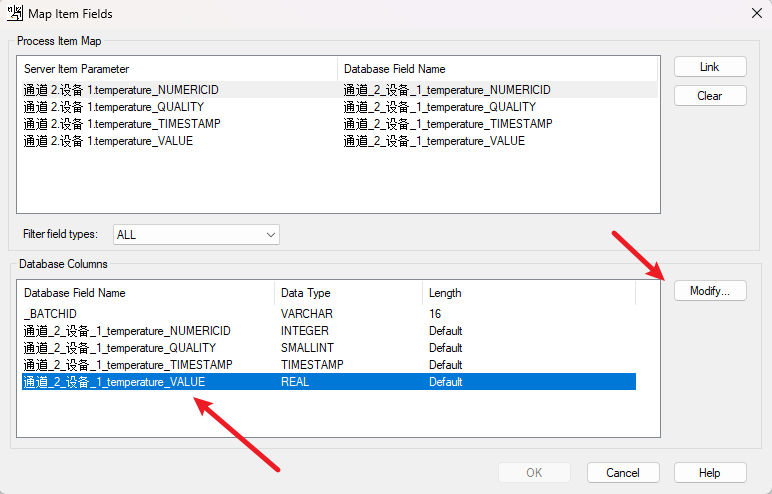 Map Item Fields
Process Item Map
Server Item Parameter Database Field Name
通道 2.设备 1.temperature_NUMERICID 通道_2_设备_1_temperature_NUMERICID
通道 2.设备 1.temperature_QUALITY 通道_2_设备_1_temperature_QUALITY
通道 2.设备 1.temperature_TIMESTAMP 通道_2_设备_1_temperature_TIMESTAMP
通道 2.设备 1.temperature_VALUE 通道_2_设备_1_temperature_VALUE
Link
Clear
Filter field types: ALL
Database Columns
Database Field Name Data Type Length
_BATCHID VARCHAR 16
通道_2_设备_1_temperature_NUMERICID INTEGER Default
通道_2_设备_1_temperature_QUALITY SMALLINT Default
通道_2_设备_1_temperature_TIMESTAMP TIMESTAMP Default
通道_2_设备_1_temperature_VALUE REAL Default
Modify...
OK Cancel Help